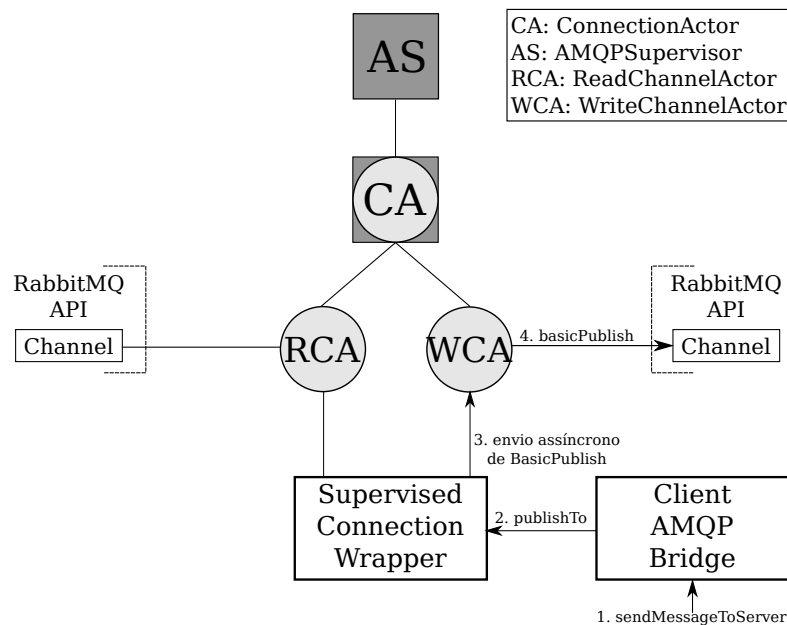 AS
CA: ConnectionActor
AS: AMQPSupervisor
RCA: ReadChannelActor
WCA: WriteChannelActor
CA
RabbitMQ
API
Channel
RCA
WCA
4. basicPublish
RabbitMQ
API
Channel
3. envio assíncrono
de BasicPublish
Supervised
Connection
Wrapper
2. publishTo
Client
AMQP
Bridge
1. sendMessageToServer